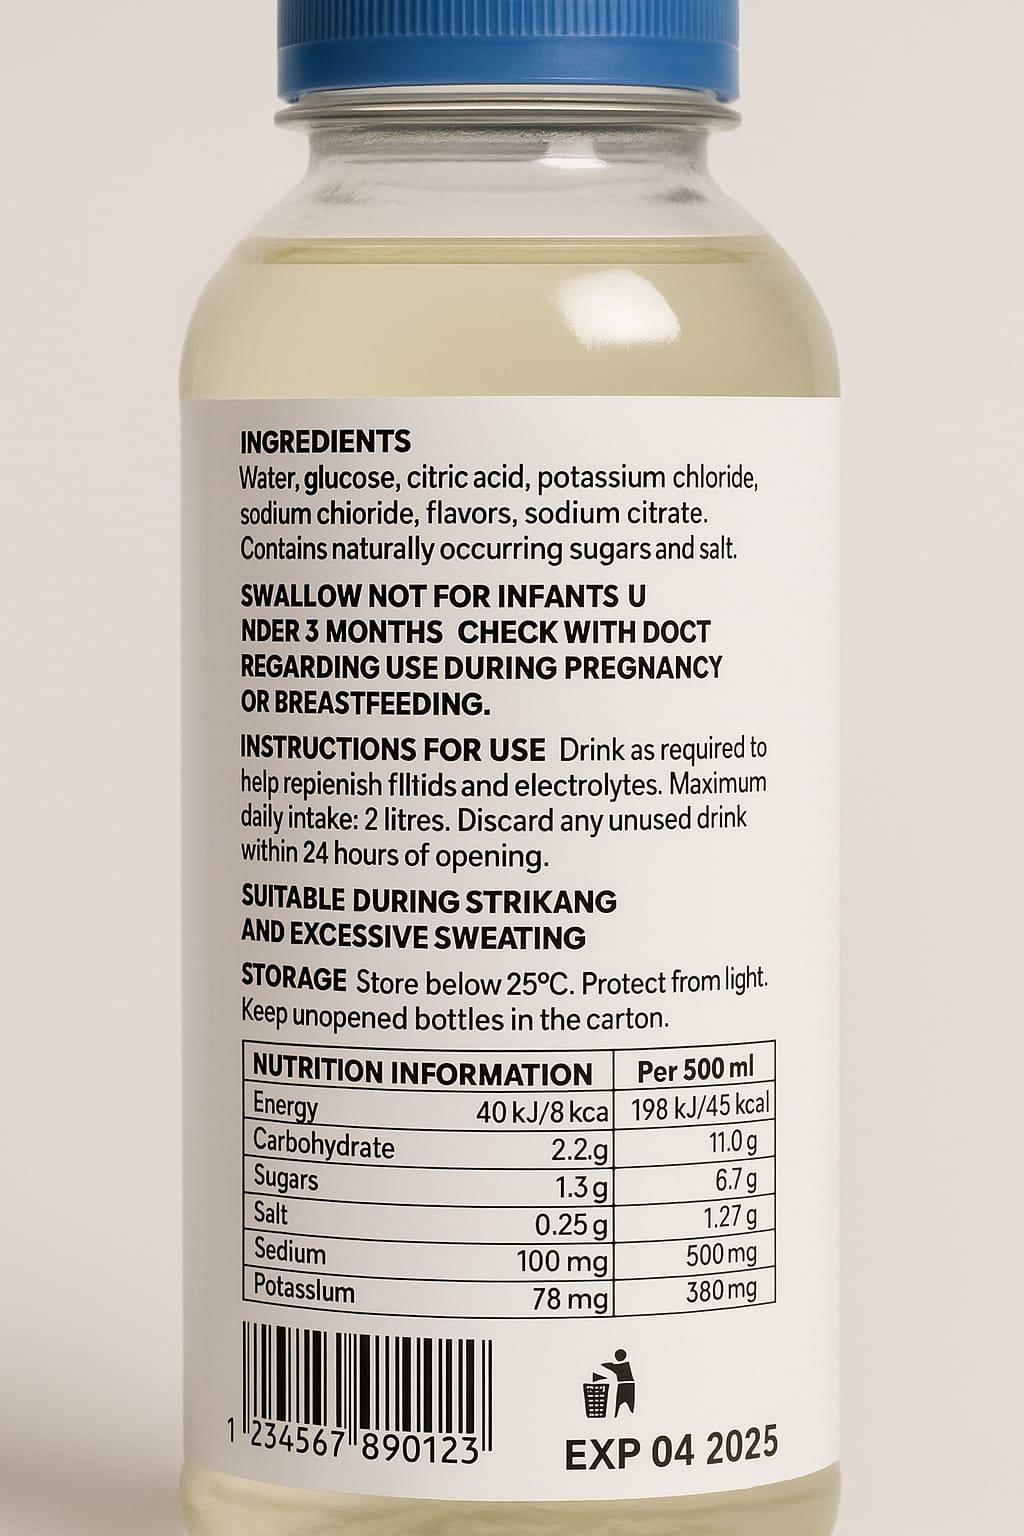 INGREDIENTS
Water, glucose, citric acid, potassium chloride,
sodium chioride, flavors, sodium citrate.
Contains naturally occurring sugars and salt.
SWALLOW NOT FOR INFANTS U
NDER 3 MONTHS CHECK WITH DOCT
REGARDING USE DURING PREGNANCY
OR BREASTFEEDING.
INSTRUCTIONS FOR USE Drink as required to
help repienish flltids and electrolytes. Maximum
daily intake: 2 litres. Discard any unused drink
within 24 hours of opening.
SUITABLE DURING STRIKANG
AND EXCESSIVE SWEATING
STORAGE Store below 25°C. Protect from light.
Keep unopened bottles in the carton.
NUTRITION INFORMATION Per 500 ml
Energy 40 kJ/8 kca 198 kJ/45 kcal
Carbohydrate 2.2.g 11.0 g
Sugars 1.3 g 6.7 g
Salt 0.25 g 1.27 g
Sedium 100 mg 500 mg
Potasslum 78 mg 380 mg
1 234567 890123
EXP 04 2025